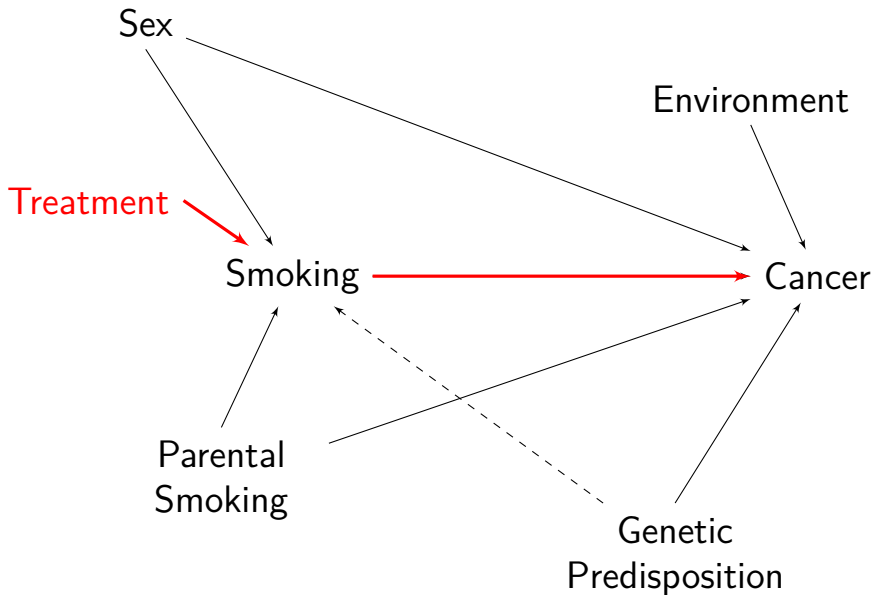 Sex
Environment
Treatment
Smoking
Cancer
Parental
Smoking
Genetic
Predisposition